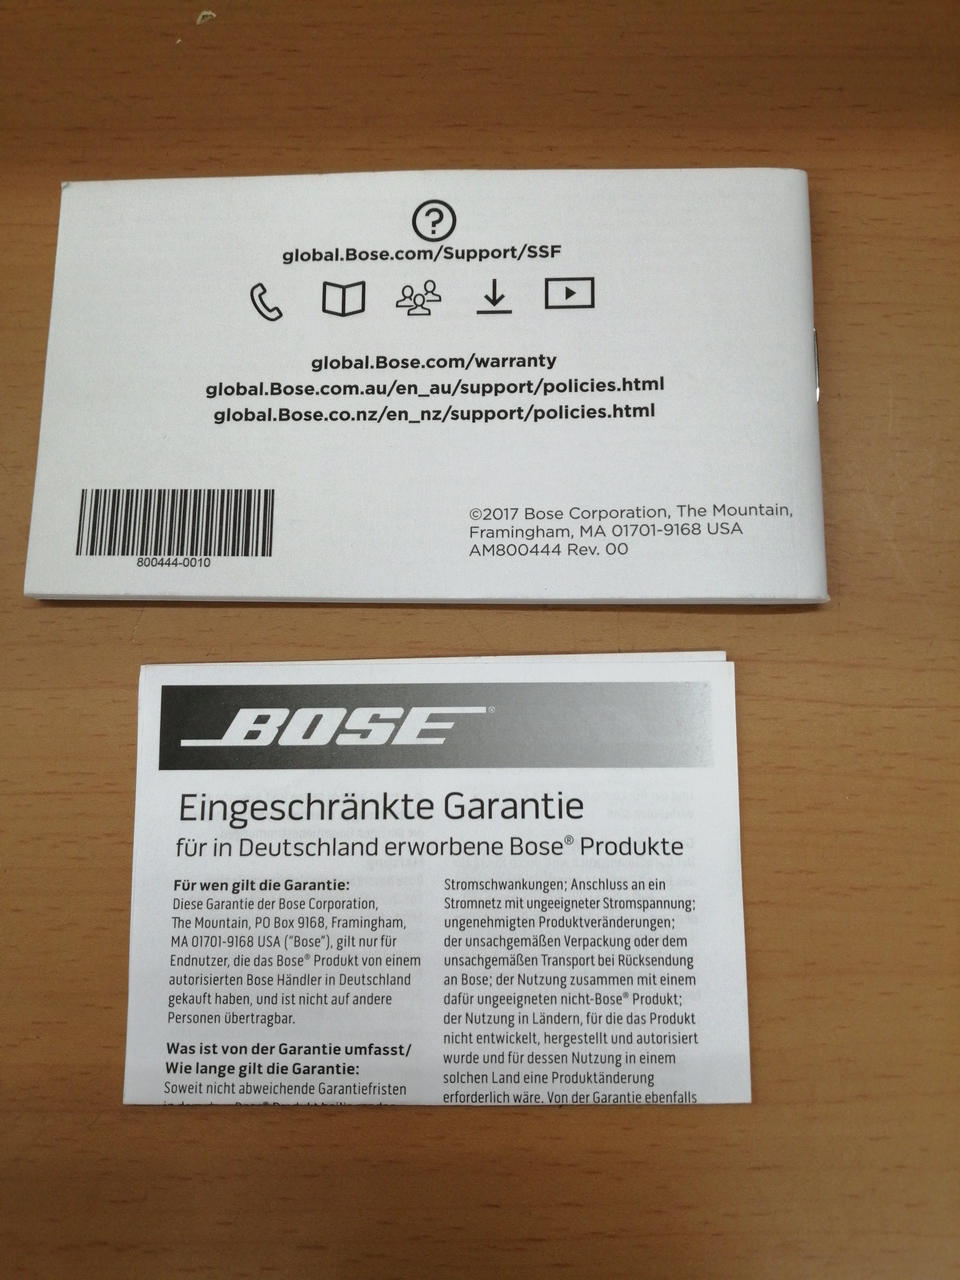 ?
global.Bose.com/Support/SSF
global.Bose.com/warranty
global.Bose.com.au/en_au/support/policies.html
global.Bose.co.nz/en_nz/support/policies.html
800444-0010
©2017 Bose Corporation, The Mountain,
Framingham, MA 01701-9168 USA
AM800444 Rev. 00
BOSE®
Eingeschränkte Garantie
für in Deutschland erworbene Bose® Produkte
Für wen gilt die Garantie:
Diese Garantie der Bose Corporation,
The Mountain, PO Box 9168, Framingham,
MA 01701-9168 USA (“Bose”), gilt nur für
Endnutzer, die das Bose® Produkt von einem
autorisierten Bose Händler in Deutschland
gekauft haben, und ist nicht auf andere
Personen übertragbar.
Was ist von der Garantie umfasst/
Wie lange gilt die Garantie:
Soweit nicht abweichende Garantiefristen
Stromschwankungen; Anschluss an ein
Stromnetz mit ungeeigneter Stromspannung;
ungenehmigten Produktveränderungen;
der unsachgemäßen Verpackung oder dem
unsachgemäßen Transport bei Rücksendung
an Bose; der Nutzung zusammen mit einem
dafür ungeeigneten nicht-Bose® Produkt;
der Nutzung in Ländern, für die das Produkt
nicht entwickelt, hergestellt und autorisiert
wurde und für dessen Nutzung in einem
solchen Land eine Produktänderung
erforderlich wäre. Von der Garantie ebenfalls